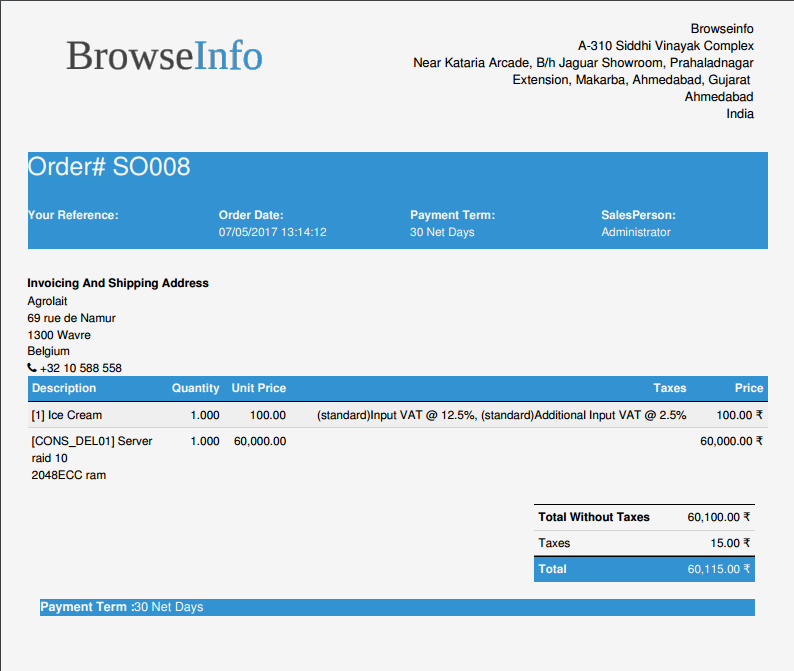 BrowseInfo
Browseinfo
A-310 Siddhi Vinayak Complex
Near Kataria Arcade, B/h Jaguar Showroom, Prahaladnagar
Extension, Makarba, Ahmedabad, Gujarat
Ahmedabad
India
Order# SO008
Your Reference: Order Date: Payment Term: SalesPerson:
07/05/2017 13:14:12 30 Net Days Administrator
Invoicing And Shipping Address
Agrolait
69 rue de Namur
1300 Wavre
Belgium
+32 10 588 558
Description Quantity Unit Price Taxes Price
[1] Ice Cream 1.000 100.00 (standard)Input VAT @ 12.5%, (standard)Additional Input VAT @ 2.5% 100.00 ₹
[CONS_DEL01] Server 1.000 60,000.00 60,000.00 ₹
raid 10
2048ECC ram
Total Without Taxes 60,100.00 ₹
Taxes 15.00 ₹
Total 60,115.00 ₹
Payment Term :30 Net Days